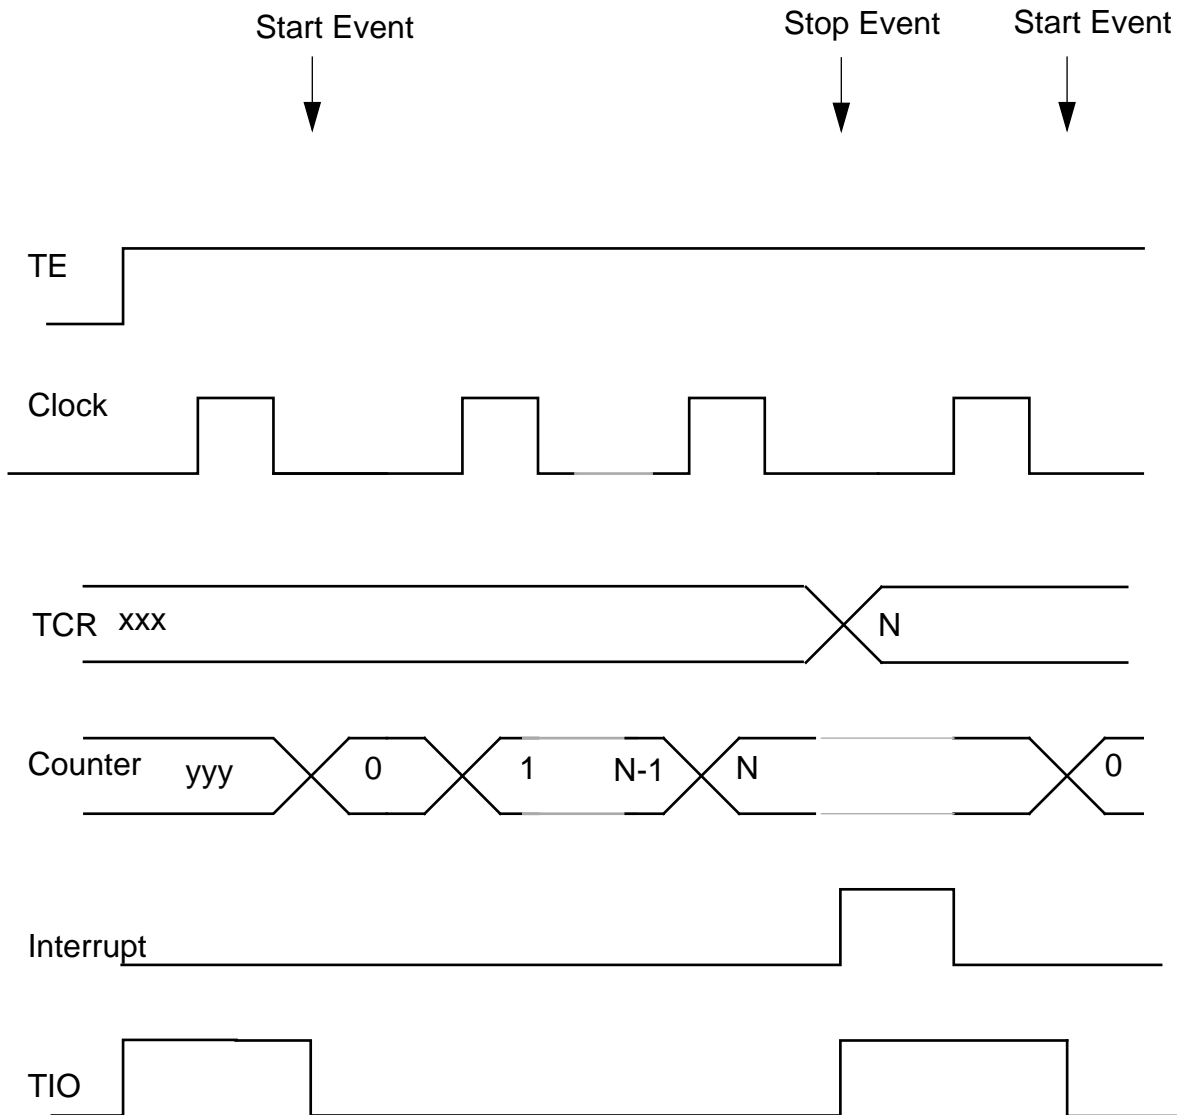 Start Event
Stop Event
Start Event
TE
Clock
TCR xxx N
Counter yyy 0 1 N-1 N 0
Interrupt
TIO